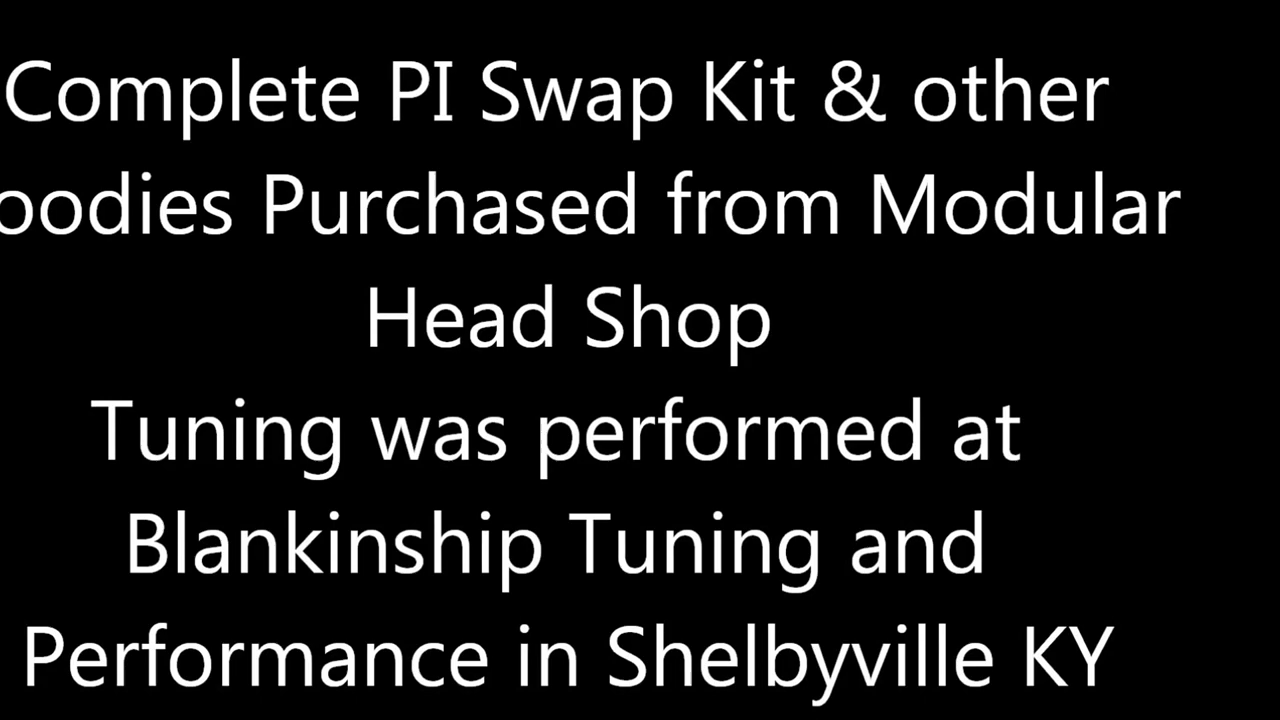 Complete PI Swap Kit & other
oodies Purchased from Modular
Head Shop
Tuning was performed at
Blankinship Tuning and
Performance in Shelbyville KY